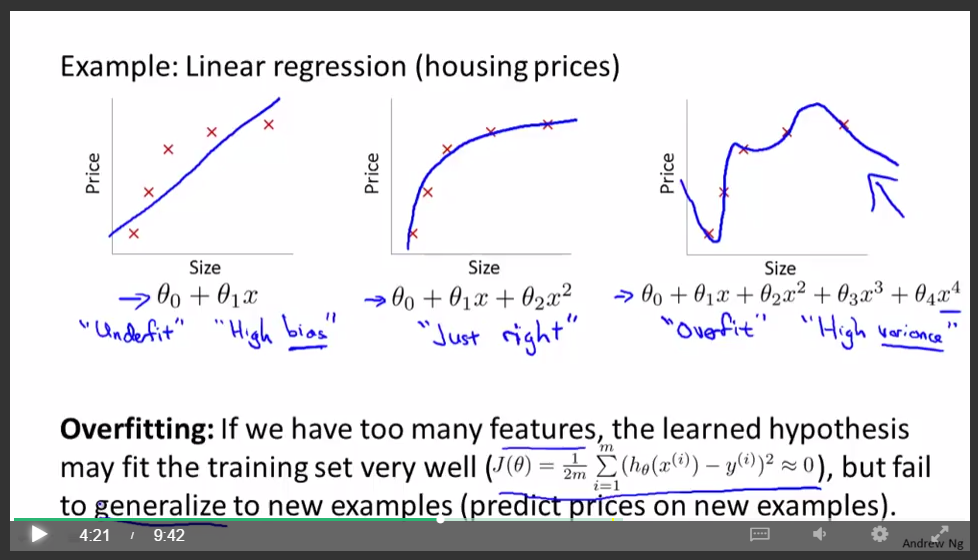 Example: Linear regression (housing prices)
Price
Size
→ θ₀ + θ₁x
"Underfit" "High bias"
Price
Size
→ θ₀ + θ₁x + θ₂x²
"Just right"
Price
Size
→ θ₀ + θ₁x + θ₂x² + θ₃x³ + θ₄x⁴
"Overfit" "High variance"
Overfitting: If we have too many features, the learned hypothesis
may fit the training set very well (J(θ) = 1/2m ∑ᵢ₌₁ᵐ (h_θ(x⁽ⁱ⁾) − y⁽ⁱ⁾)² ≈ 0), but fail
to generalize to new examples (predict prices on new examples).
4:21 / 9:42
Andrew Ng